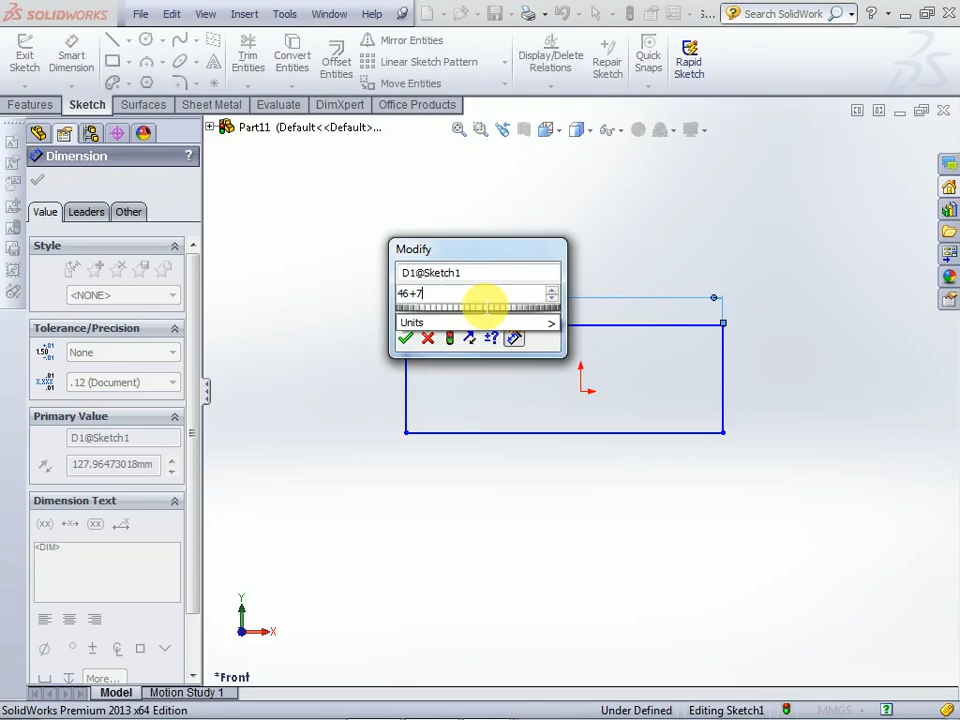 SOLIDWORKS File Edit View Insert Tools Window Help S... Search SolidWork ?
Exit Sketch
Smart Dimension
Trim Entities
Convert Entities
Offset Entities
Mirror Entities
Linear Sketch Pattern
Move Entities
Display/Delete Relations
Repair Sketch
Quick Snaps
Rapid Sketch
Features Sketch Surfaces Sheet Metal Evaluate DimXpert Office Products
Part11 (Default<<Default>...
Dimension ?
Value Leaders Other
Style
<NONE>
Tolerance/Precision
None
.12 (Document)
Primary Value
D1@Sketch1
127.96473018mm
Dimension Text
<DIM>
More...
Modify
D1@Sketch1
46+7
Units >
Y
X
*Front
Model Motion Study 1
SolidWorks Premium 2013 x64 Edition Under Defined Editing Sketch1 MMGS ?